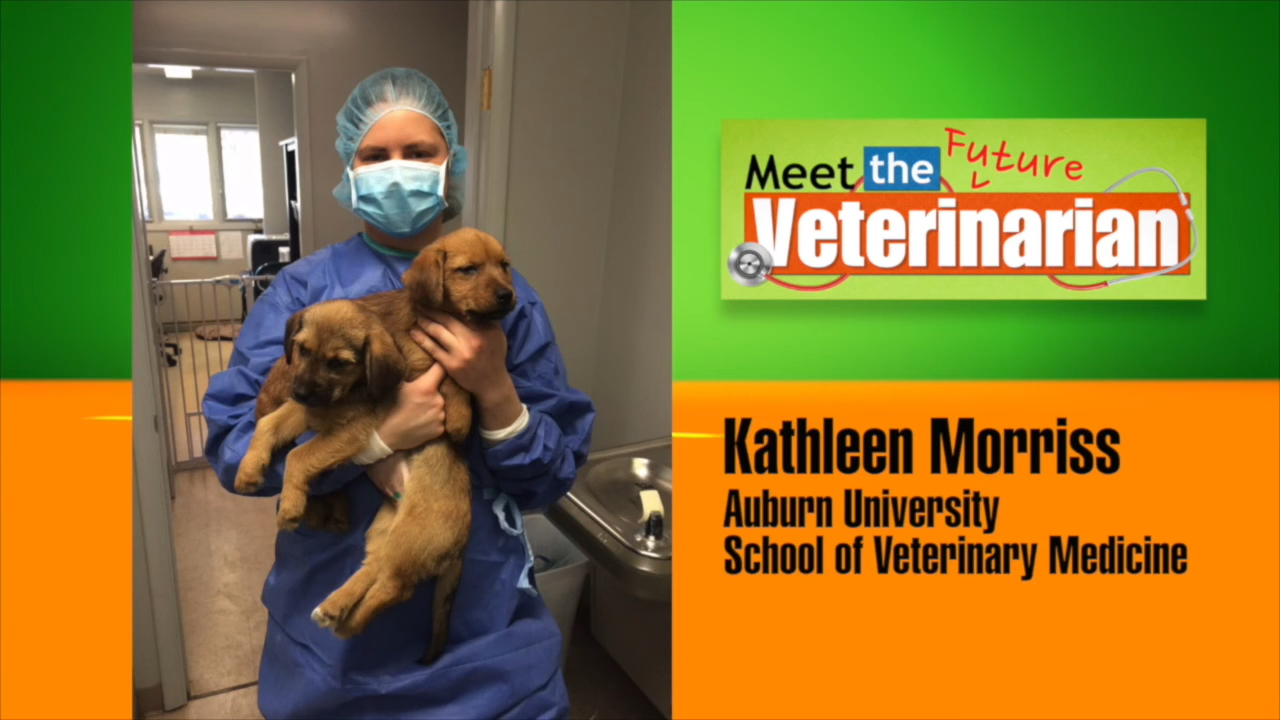 Meet the Future
Veterinarian
Kathleen Morriss
Auburn University
School of Veterinary Medicine